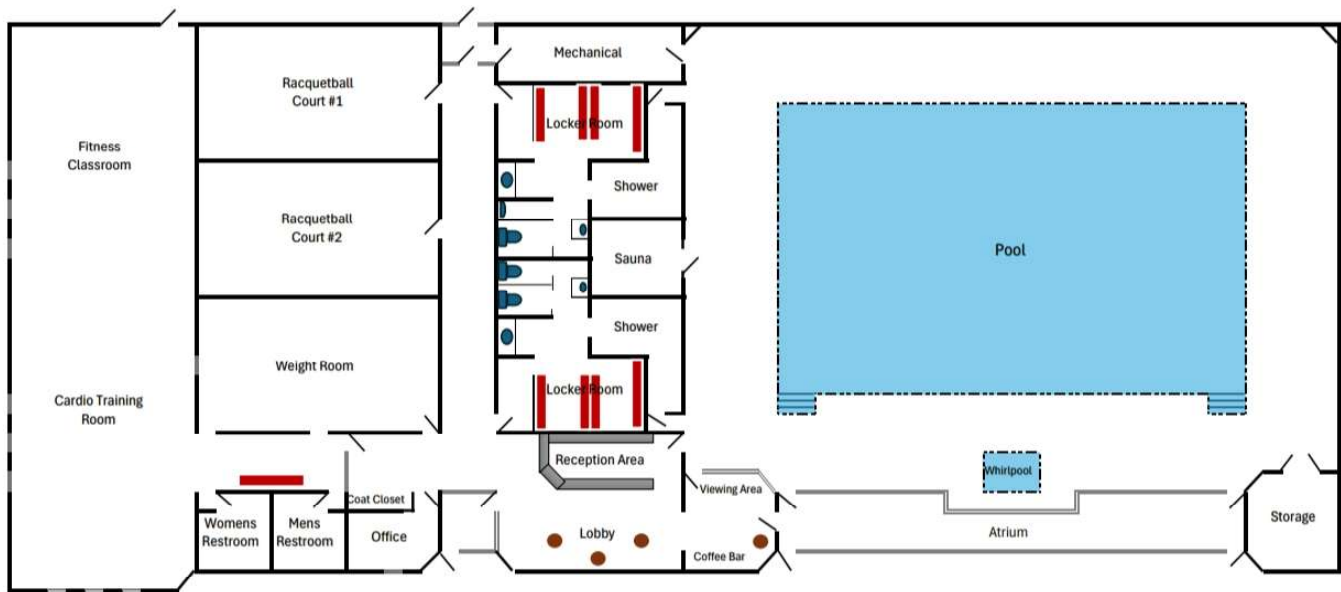 Mechanical
Racquetball
Court #1
Locker Room
Fitness
Classroom
Shower
Racquetball
Court #2
Sauna
Pool
Shower
Weight Room
Locker Room
Cardio Training
Room
Reception Area
Whirlpool
Viewing Area
Coat Closet
Womens
Restroom
Mens
Restroom
Office
Lobby
Atrium
Storage
Coffee Bar